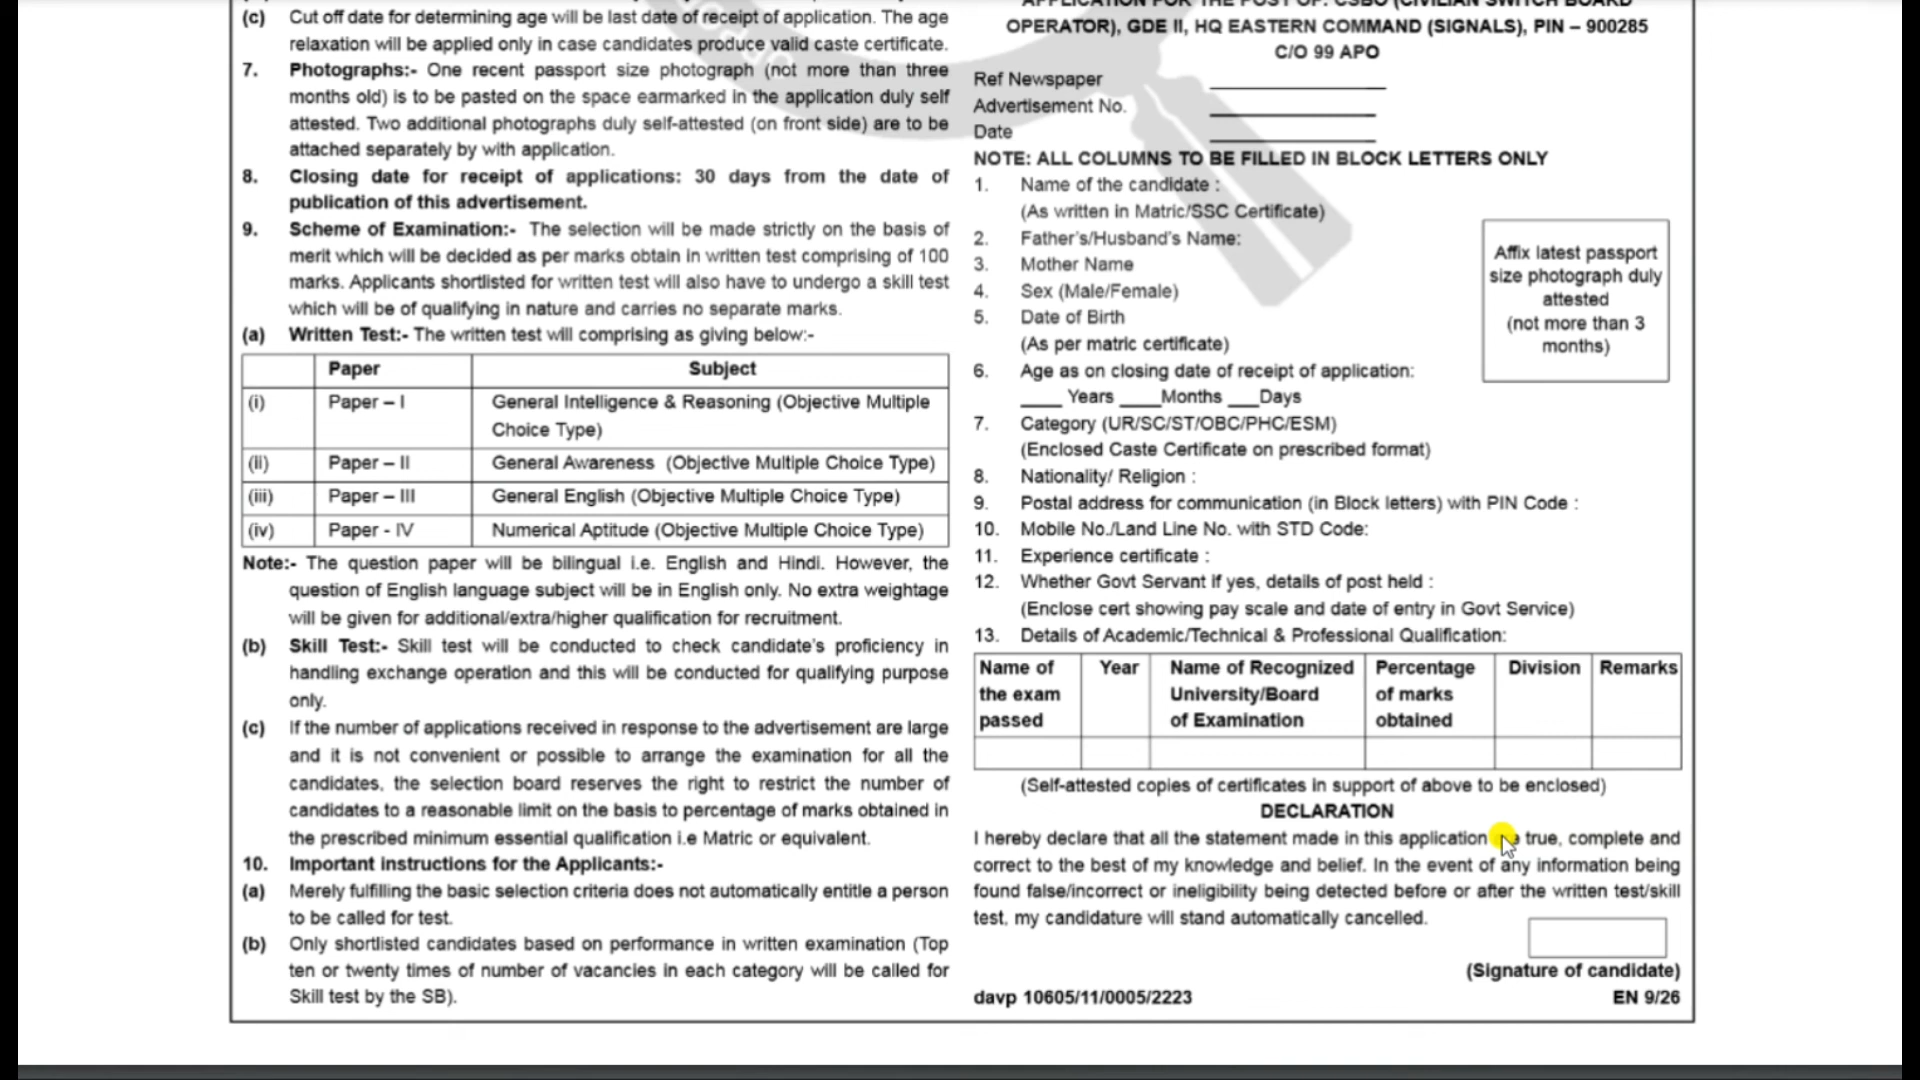 (c) Cut off date for determining age will be last date of receipt of application. The age
relaxation will be applied only in case candidates produce valid caste certificate.
7. Photographs:- One recent passport size photograph (not more than three
months old) is to be pasted on the space earmarked in the application duly self
attested. Two additional photographs duly self-attested (on front side) are to be
attached separately by with application.
8. Closing date for receipt of applications: 30 days from the date of
publication of this advertisement.
9. Scheme of Examination:- The selection will be made strictly on the basis of
merit which will be decided as per marks obtain in written test comprising of 100
marks. Applicants shortlisted for written test will also have to undergo a skill test
which will be of qualifying in nature and carries no separate marks.
(a) Written Test:- The written test will comprising as giving below:-
Paper Subject
(i) Paper – I General Intelligence & Reasoning (Objective Multiple
Choice Type)
(ii) Paper – II General Awareness (Objective Multiple Choice Type)
(iii) Paper – III General English (Objective Multiple Choice Type)
(iv) Paper - IV Numerical Aptitude (Objective Multiple Choice Type)
Note:- The question paper will be bilingual i.e. English and Hindi. However, the
question of English language subject will be in English only. No extra weightage
will be given for additional/extra/higher qualification for recruitment.
(b) Skill Test:- Skill test will be conducted to check candidate's proficiency in
handling exchange operation and this will be conducted for qualifying purpose
only.
(c) If the number of applications received in response to the advertisement are large
and it is not convenient or possible to arrange the examination for all the
candidates, the selection board reserves the right to restrict the number of
candidates to a reasonable limit on the basis to percentage of marks obtained in
the prescribed minimum essential qualification i.e Matric or equivalent.
10. Important instructions for the Applicants:-
(a) Merely fulfilling the basic selection criteria does not automatically entitle a person
to be called for test.
(b) Only shortlisted candidates based on performance in written examination (Top
ten or twenty times of number of vacancies in each category will be called for
Skill test by the SB).
APPLICATION FOR THE POST OF: CSBO (CIVILIAN SWITCH BOARD
OPERATOR), GDE II, HQ EASTERN COMMAND (SIGNALS), PIN – 900285
C/O 99 APO
Ref Newspaper
Advertisement No.
Date
NOTE: ALL COLUMNS TO BE FILLED IN BLOCK LETTERS ONLY
1. Name of the candidate :
(As written in Matric/SSC Certificate)
2. Father's/Husband's Name:
3. Mother Name
4. Sex (Male/Female)
5. Date of Birth
(As per matric certificate)
6. Age as on closing date of receipt of application:
____ Years ____Months ___Days
7. Category (UR/SC/ST/OBC/PHC/ESM)
(Enclosed Caste Certificate on prescribed format)
8. Nationality/ Religion :
9. Postal address for communication (in Block letters) with PIN Code :
10. Mobile No./Land Line No. with STD Code:
11. Experience certificate :
12. Whether Govt Servant if yes, details of post held :
(Enclose cert showing pay scale and date of entry in Govt Service)
13. Details of Academic/Technical & Professional Qualification:
Affix latest passport
size photograph duly
attested
(not more than 3
months)
Name of Year Name of Recognized Percentage Division Remarks
the exam University/Board of marks
passed of Examination obtained
(Self-attested copies of certificates in support of above to be enclosed)
DECLARATION
I hereby declare that all the statement made in this application true, complete and
correct to the best of my knowledge and belief. In the event of any information being
found false/incorrect or ineligibility being detected before or after the written test/skill
test, my candidature will stand automatically cancelled.
(Signature of candidate)
davp 10605/11/0005/2223 EN 9/26